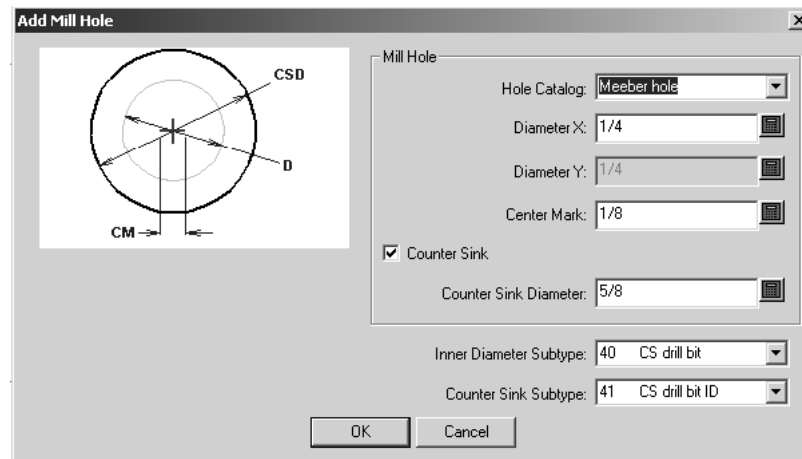 Add Mill Hole
CSD
D
CM
Mill Hole
Hole Catalog: Meeber hole
Diameter X: 1/4
Diameter Y: 1/4
Center Mark: 1/8
Counter Sink
Counter Sink Diameter: 5/8
Inner Diameter Subtype: 40 CS drill bit
Counter Sink Subtype: 41 CS drill bit ID
OK Cancel